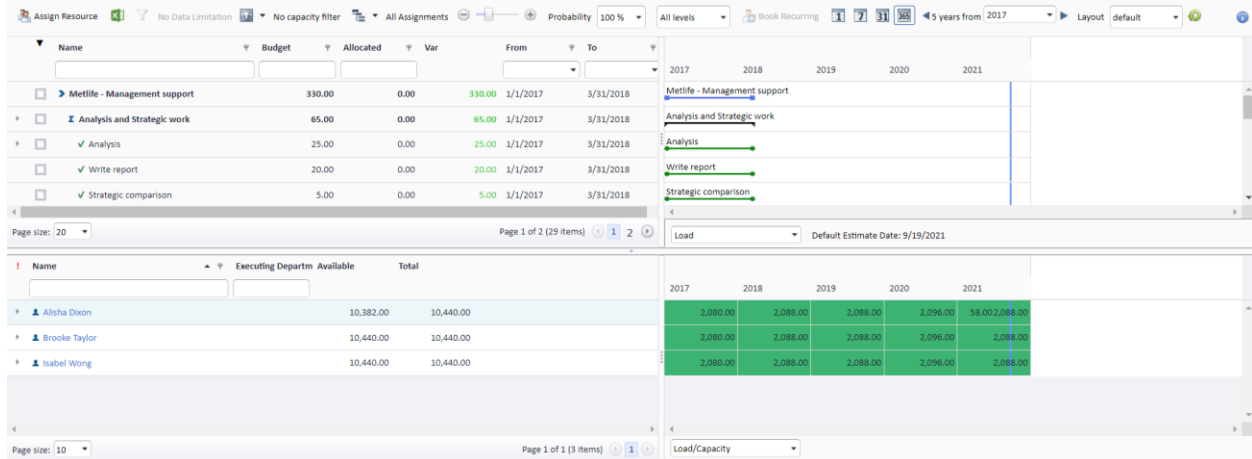 Assign Resource No Data Limitation No capacity filter All Assignments Probability 100 % All levels Book Recurring 1 7 31 365 5 years from 2017 Layout default
Name Budget Allocated Var From To
2017 2018 2019 2020 2021
Metlife - Management support 330.00 0.00 330.00 1/1/2017 3/31/2018 Metlife - Management support
Analysis and Strategic work 65.00 0.00 65.00 1/1/2017 3/31/2018 Analysis and Strategic work
Analysis 25.00 0.00 25.00 1/1/2017 3/31/2018 Analysis
Write report 20.00 0.00 20.00 1/1/2017 3/31/2018 Write report
Strategic comparison 5.00 0.00 5.00 1/1/2017 3/31/2018 Strategic comparison
Page size: 20 Page 1 of 2 (29 items) 1 2 Load Default Estimate Date: 9/19/2021
! Name Executing Departm Available Total
2017 2018 2019 2020 2021
Alisha Dixon 10,382.00 10,440.00 2,080.00 2,088.00 2,088.00 2,096.00 58.002,088.00
Brooke Taylor 10,440.00 10,440.00 2,080.00 2,088.00 2,088.00 2,096.00 2,088.00
Isabel Wong 10,440.00 10,440.00 2,080.00 2,088.00 2,088.00 2,096.00 2,088.00
Page size: 10 Page 1 of 1 (3 items) 1 Load/Capacity